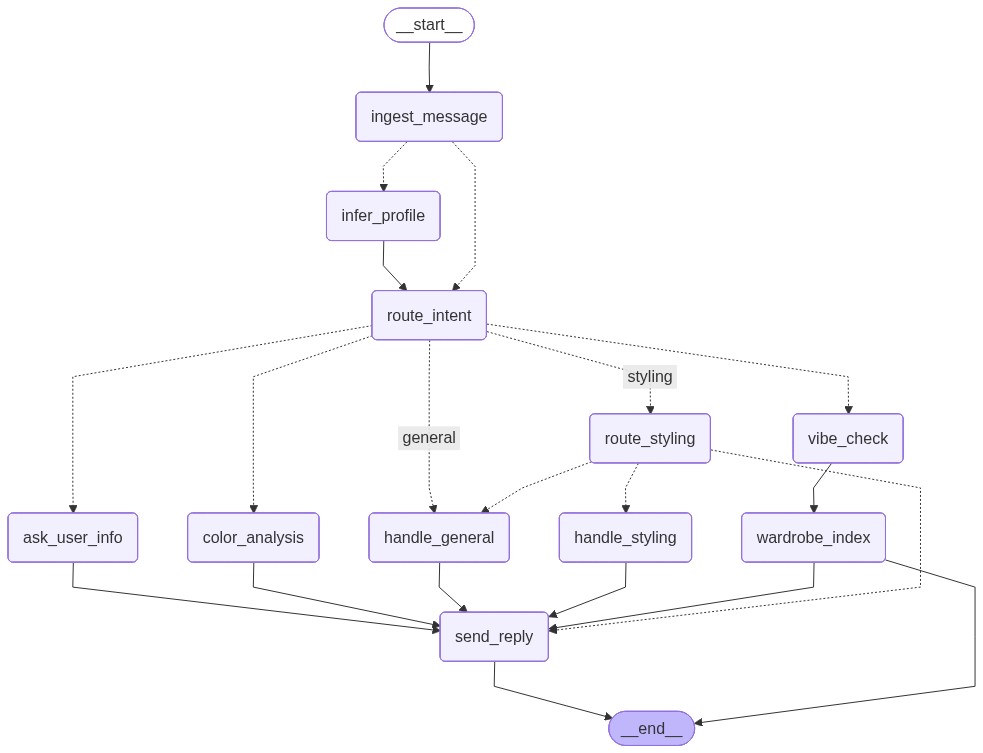 __start__
ingest_message
infer_profile
route_intent
styling
general
route_styling
vibe_check
ask_user_info
color_analysis
handle_general
handle_styling
wardrobe_index
send_reply
__end__